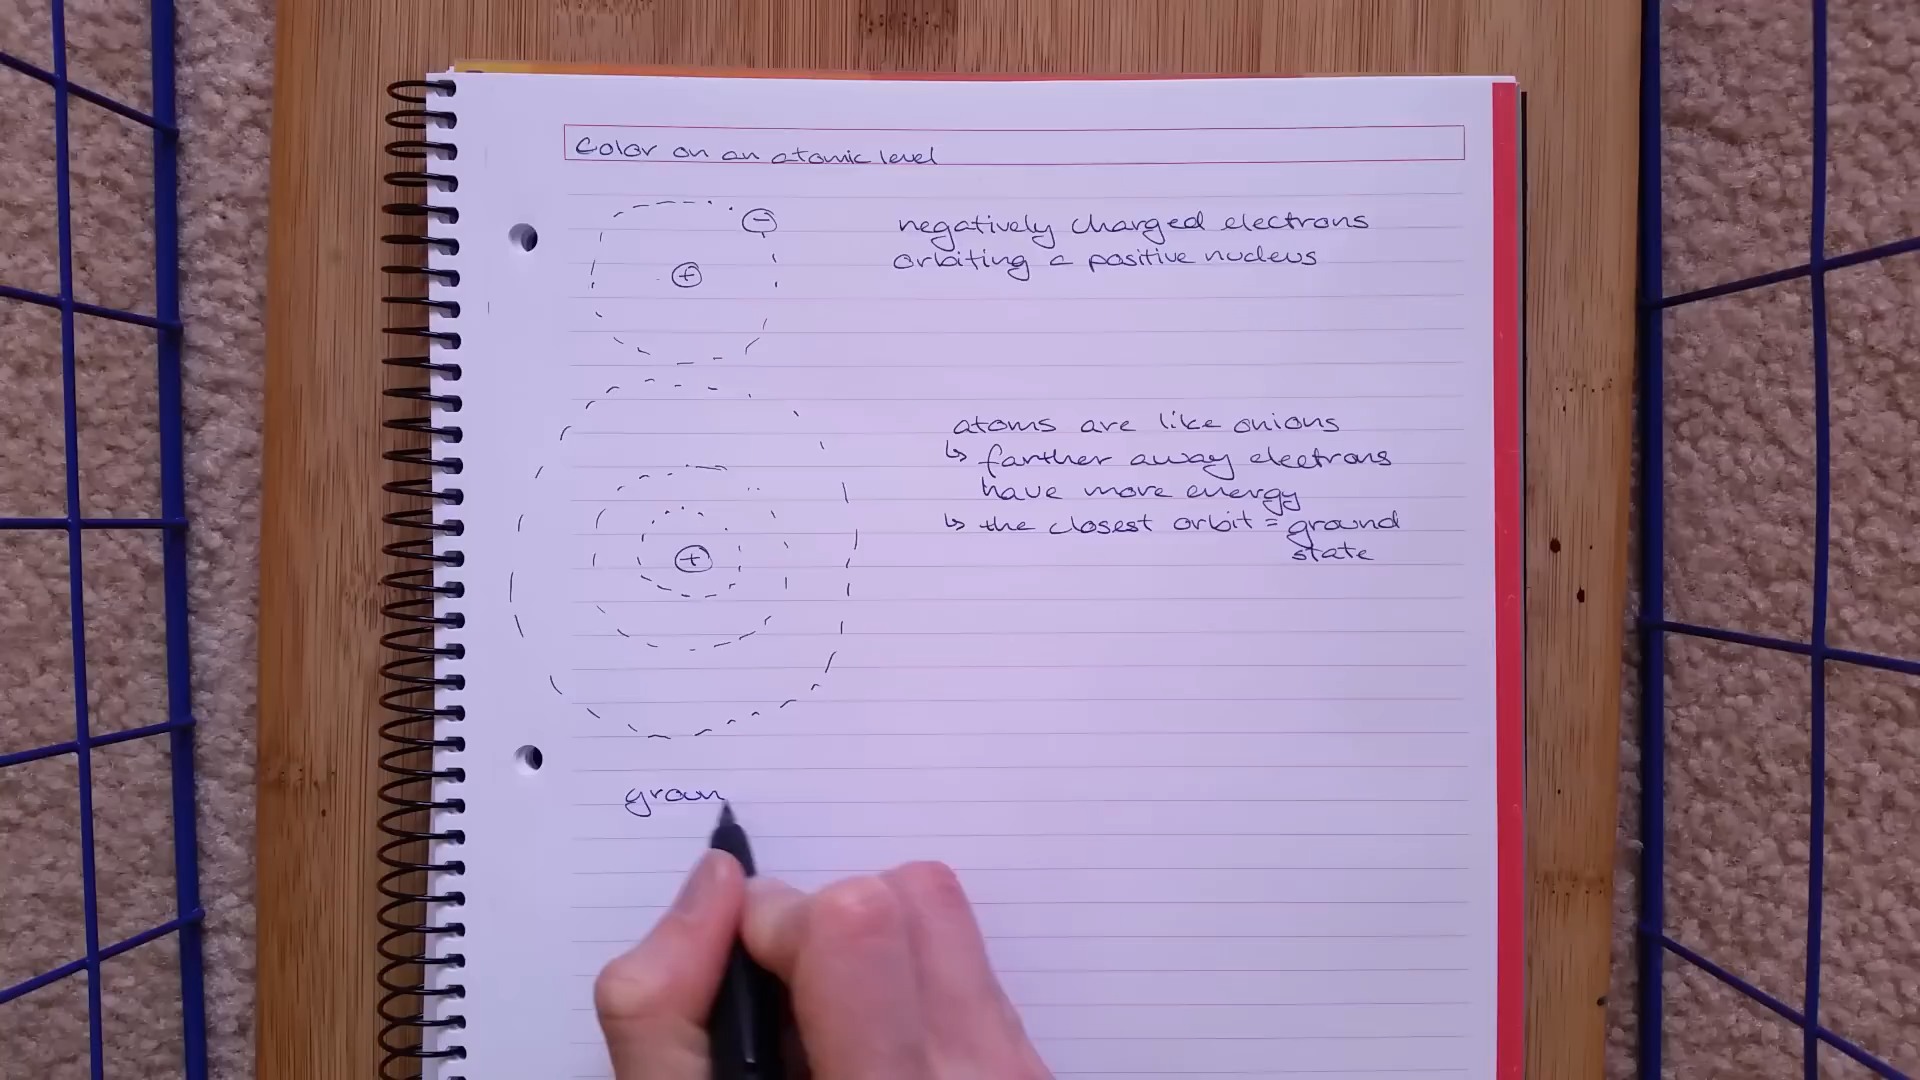 Color on an atomic level
negatively charged electrons
orbiting a positive nucleus
atoms are like onions
↳ farther away electrons
have more energy
↳ the closest orbit = ground
state
groun